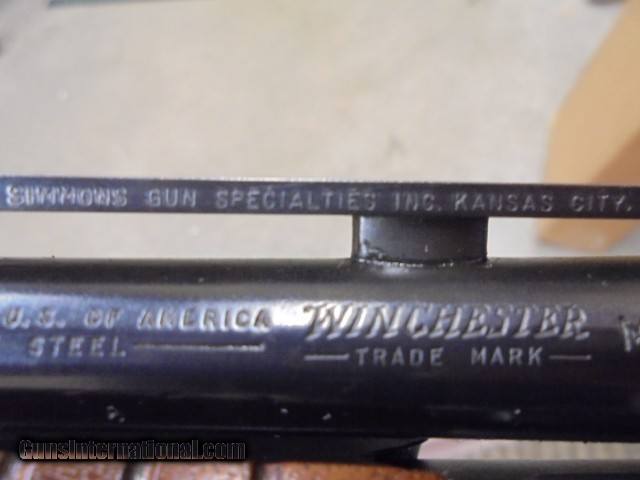 SIMMONS GUN SPECIALTIES INC. KANSAS CITY.
U.S. OF AMERICA WINCHESTER
STEEL TRADE MARK
GunsInternational.com